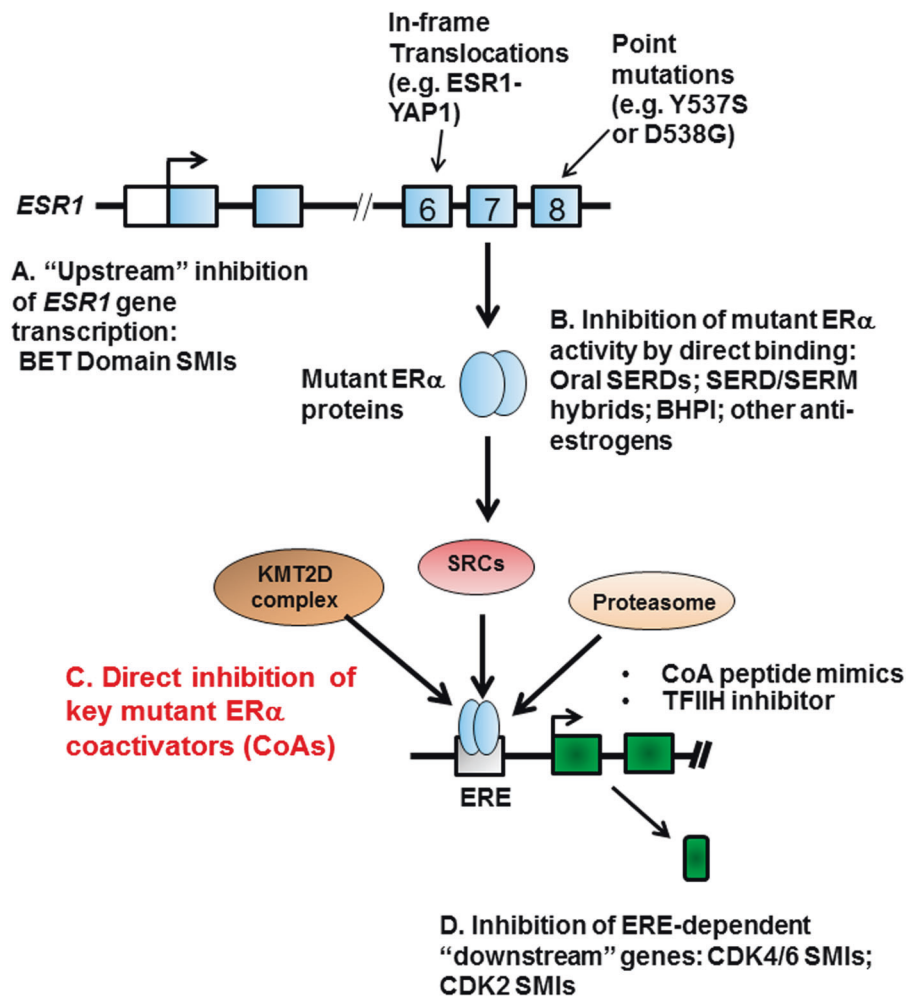 In-frame
Translocations
(e.g. ESR1-
YAP1)
Point
mutations
(e.g. Y537S
or D538G)
ESR1
6
7
8
A. “Upstream” inhibition
of ESR1 gene
transcription:
BET Domain SMIs
B. Inhibition of mutant ERα
activity by direct binding:
Oral SERDs; SERD/SERM
hybrids; BHPI; other anti-
estrogens
Mutant ERα
proteins
KMT2D
complex
SRCs
Proteasome
C. Direct inhibition of
key mutant ERα
coactivators (CoAs)
• CoA peptide mimics
• TFIIH inhibitor
ERE
D. Inhibition of ERE-dependent
“downstream” genes: CDK4/6 SMIs;
CDK2 SMIs